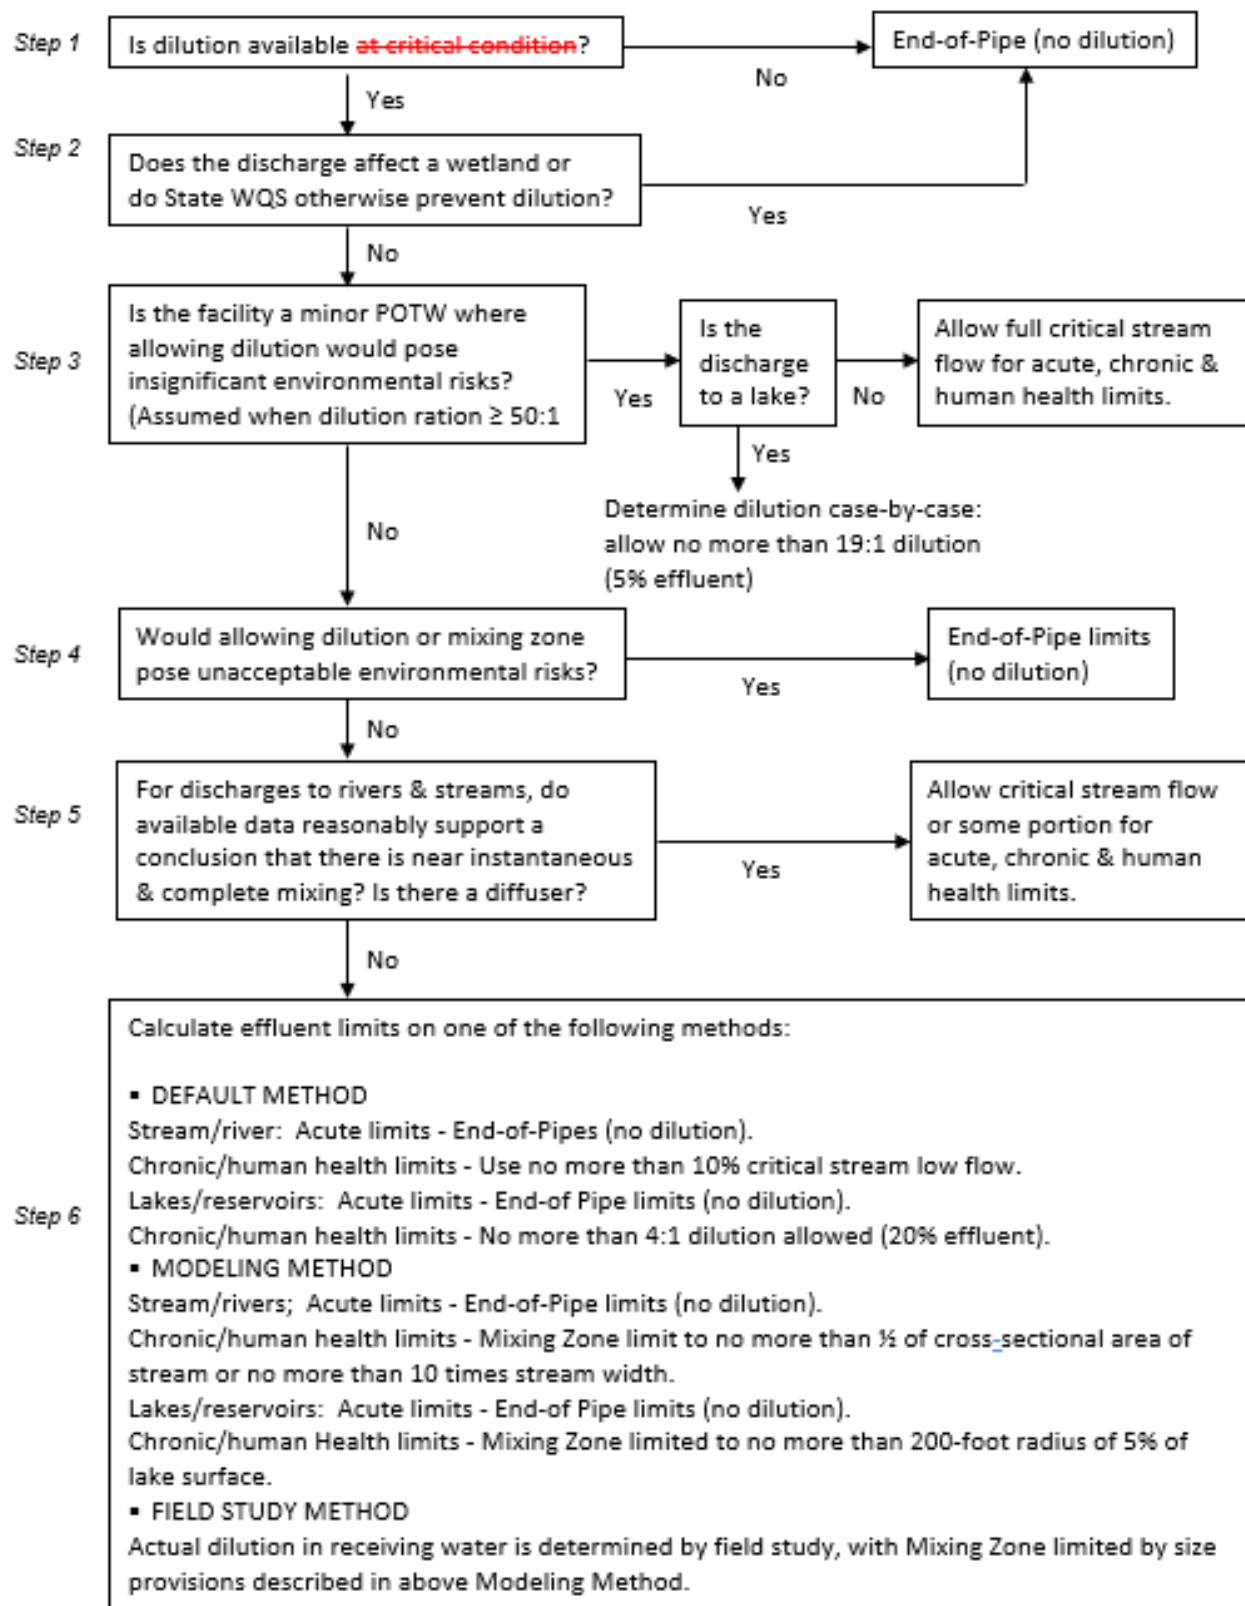 Step 1
Is dilution available at critical condition?
No
End-of-Pipe (no dilution)
Yes
Step 2
Does the discharge affect a wetland or
do State WQS otherwise prevent dilution?
Yes
No
Step 3
Is the facility a minor POTW where
allowing dilution would pose
insignificant environmental risks?
(Assumed when dilution ration ≥ 50:1
Yes
Is the
discharge
to a lake?
No
Allow full critical stream
flow for acute, chronic &
human health limits.
Yes
Determine dilution case-by-case:
allow no more than 19:1 dilution
(5% effluent)
No
Step 4
Would allowing dilution or mixing zone
pose unacceptable environmental risks?
Yes
End-of-Pipe limits
(no dilution)
No
Step 5
For discharges to rivers & streams, do
available data reasonably support a
conclusion that there is near instantaneous
& complete mixing? Is there a diffuser?
Yes
Allow critical stream flow
or some portion for
acute, chronic & human
health limits.
No
Step 6
Calculate effluent limits on one of the following methods:
▪ DEFAULT METHOD
Stream/river:  Acute limits - End-of-Pipes (no dilution).
Chronic/human health limits - Use no more than 10% critical stream low flow.
Lakes/reservoirs:  Acute limits - End-of Pipe limits (no dilution).
Chronic/human health limits - No more than 4:1 dilution allowed (20% effluent).
▪ MODELING METHOD
Stream/rivers;  Acute limits - End-of-Pipe limits (no dilution).
Chronic/human health limits - Mixing Zone limit to no more than ½ of cross-sectional area of
stream or no more than 10 times stream width.
Lakes/reservoirs:  Acute limits - End-of Pipe limits (no dilution).
Chronic/human Health limits - Mixing Zone limited to no more than 200-foot radius of 5% of
lake surface.
▪ FIELD STUDY METHOD
Actual dilution in receiving water is determined by field study, with Mixing Zone limited by size
provisions described in above Modeling Method.